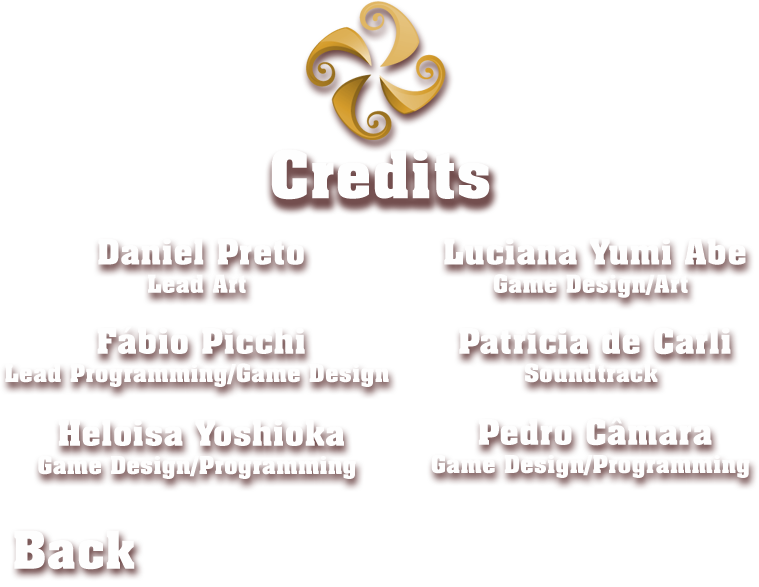 Credits
Daniel Preto
Lead Art
Luciana Yumi Abe
Game Design/Art
Fábio Picchi
Lead Programming/Game Design
Patricia de Carli
Soundtrack
Heloisa Yoshioka
Game Design/Programming
Pedro Câmara
Game Design/Programming
Back